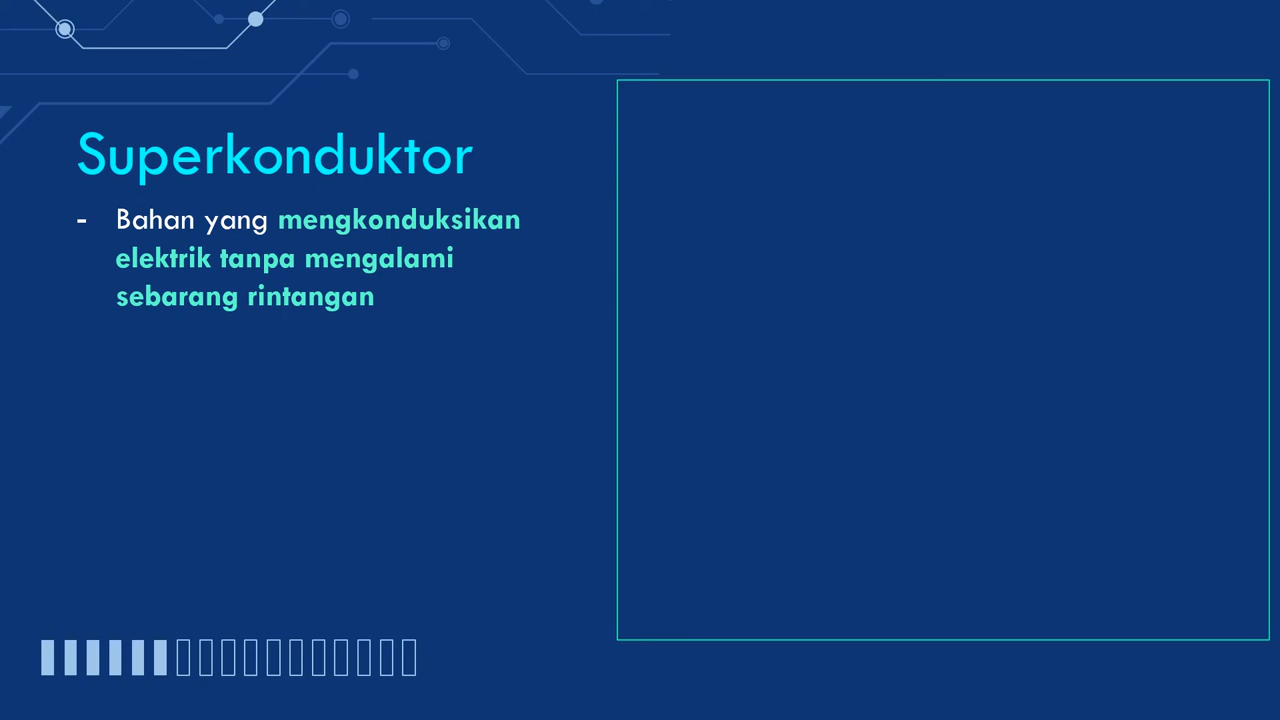 Superkonduktor
- Bahan yang mengkonduksikan
elektrik tanpa mengalami
sebarang rintangan